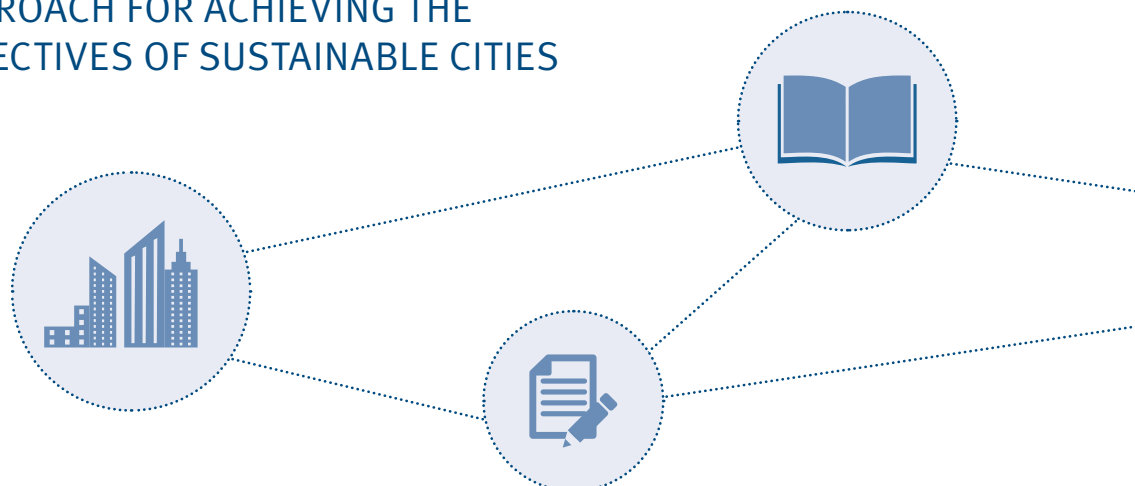 ROACH FOR ACHIEVING THE
ECTIVES OF SUSTAINABLE CITIES